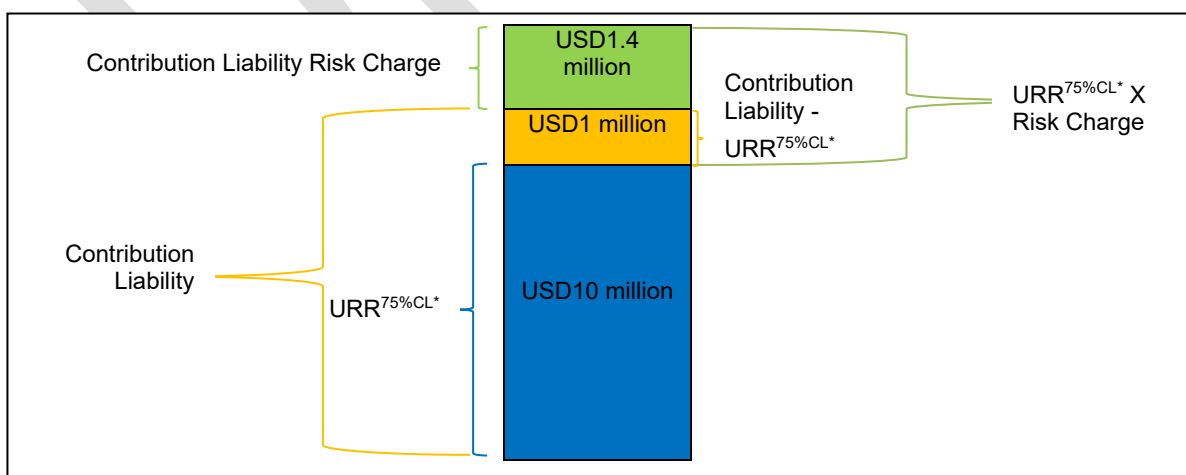 Contribution Liability Risk Charge
USD1.4
million
Contribution
Liability -
URR75%CL*
URR75%CL* X
Risk Charge
USD1 million
Contribution
Liability
URR75%CL*
USD10 million